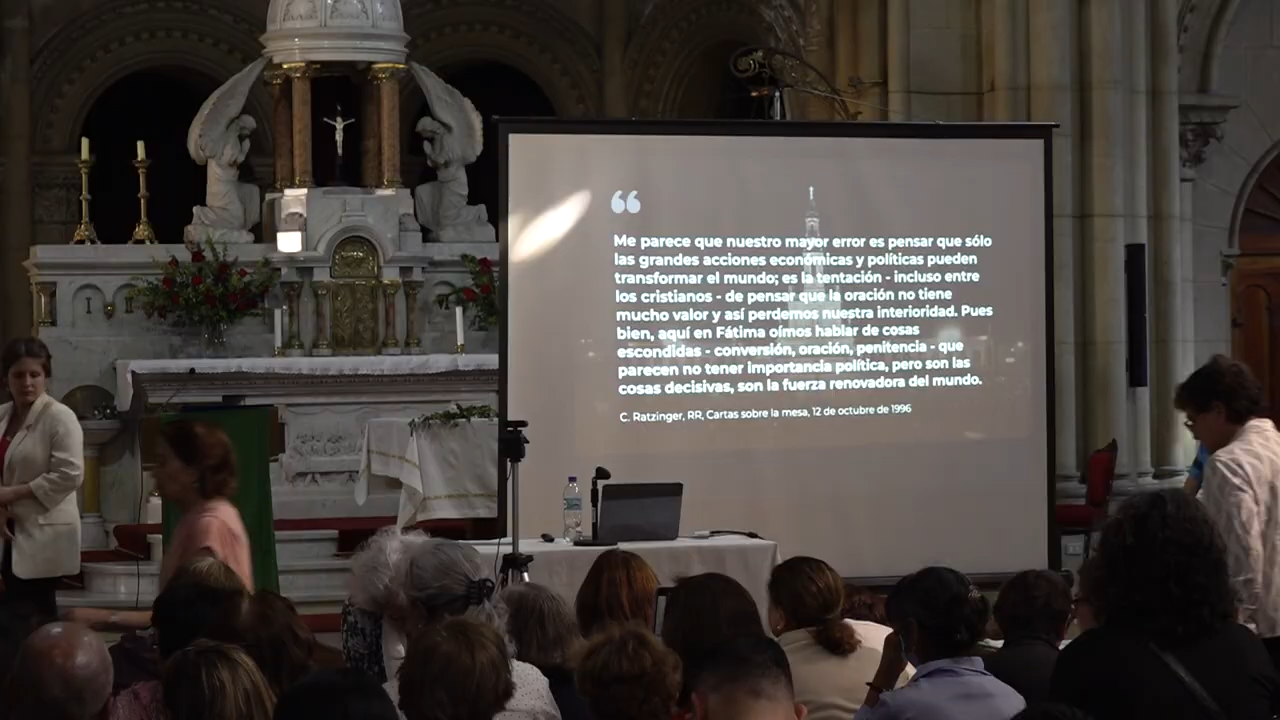 “
Me parece que nuestro mayor error es pensar que sólo
las grandes acciones económicas y políticas pueden
transformar el mundo; es la tentación - incluso entre
los cristianos - de pensar que la oración no tiene
mucho valor y así perdemos nuestra interioridad. Pues
bien, aquí en Fátima oímos hablar de cosas
escondidas - conversión, oración, penitencia - que
parecen no tener importancia política, pero son las
cosas decisivas, son la fuerza renovadora del mundo.
C. Ratzinger, RR, Cartas sobre la mesa, 12 de octubre de 1996